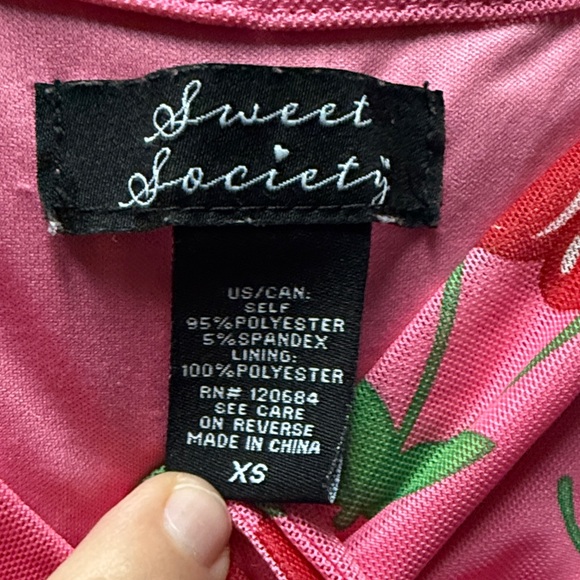 Sweet
Society
US/CAN:
SELF
95%POLYESTER
5%SPANDEX
LINING:
100%POLYESTER
RN# 120684
SEE CARE
ON REVERSE
MADE IN CHINA
XS